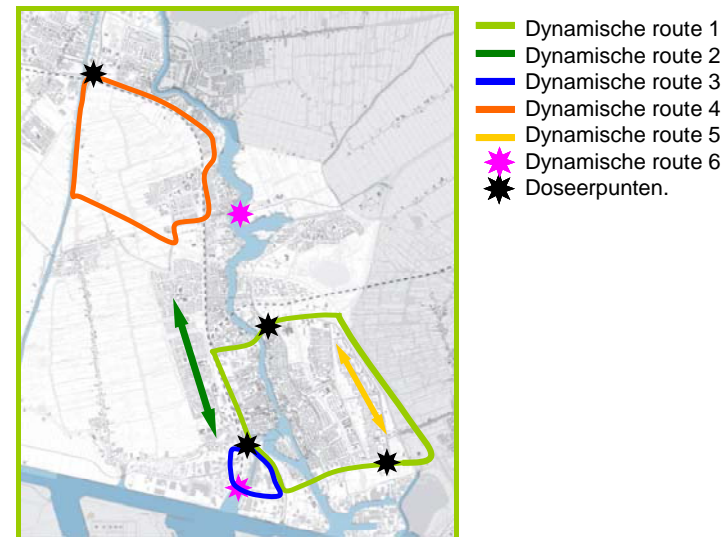 Dynamische route 1
Dynamische route 2
Dynamische route 3
Dynamische route 4
Dynamische route 5
Dynamische route 6
Doseerpunten.